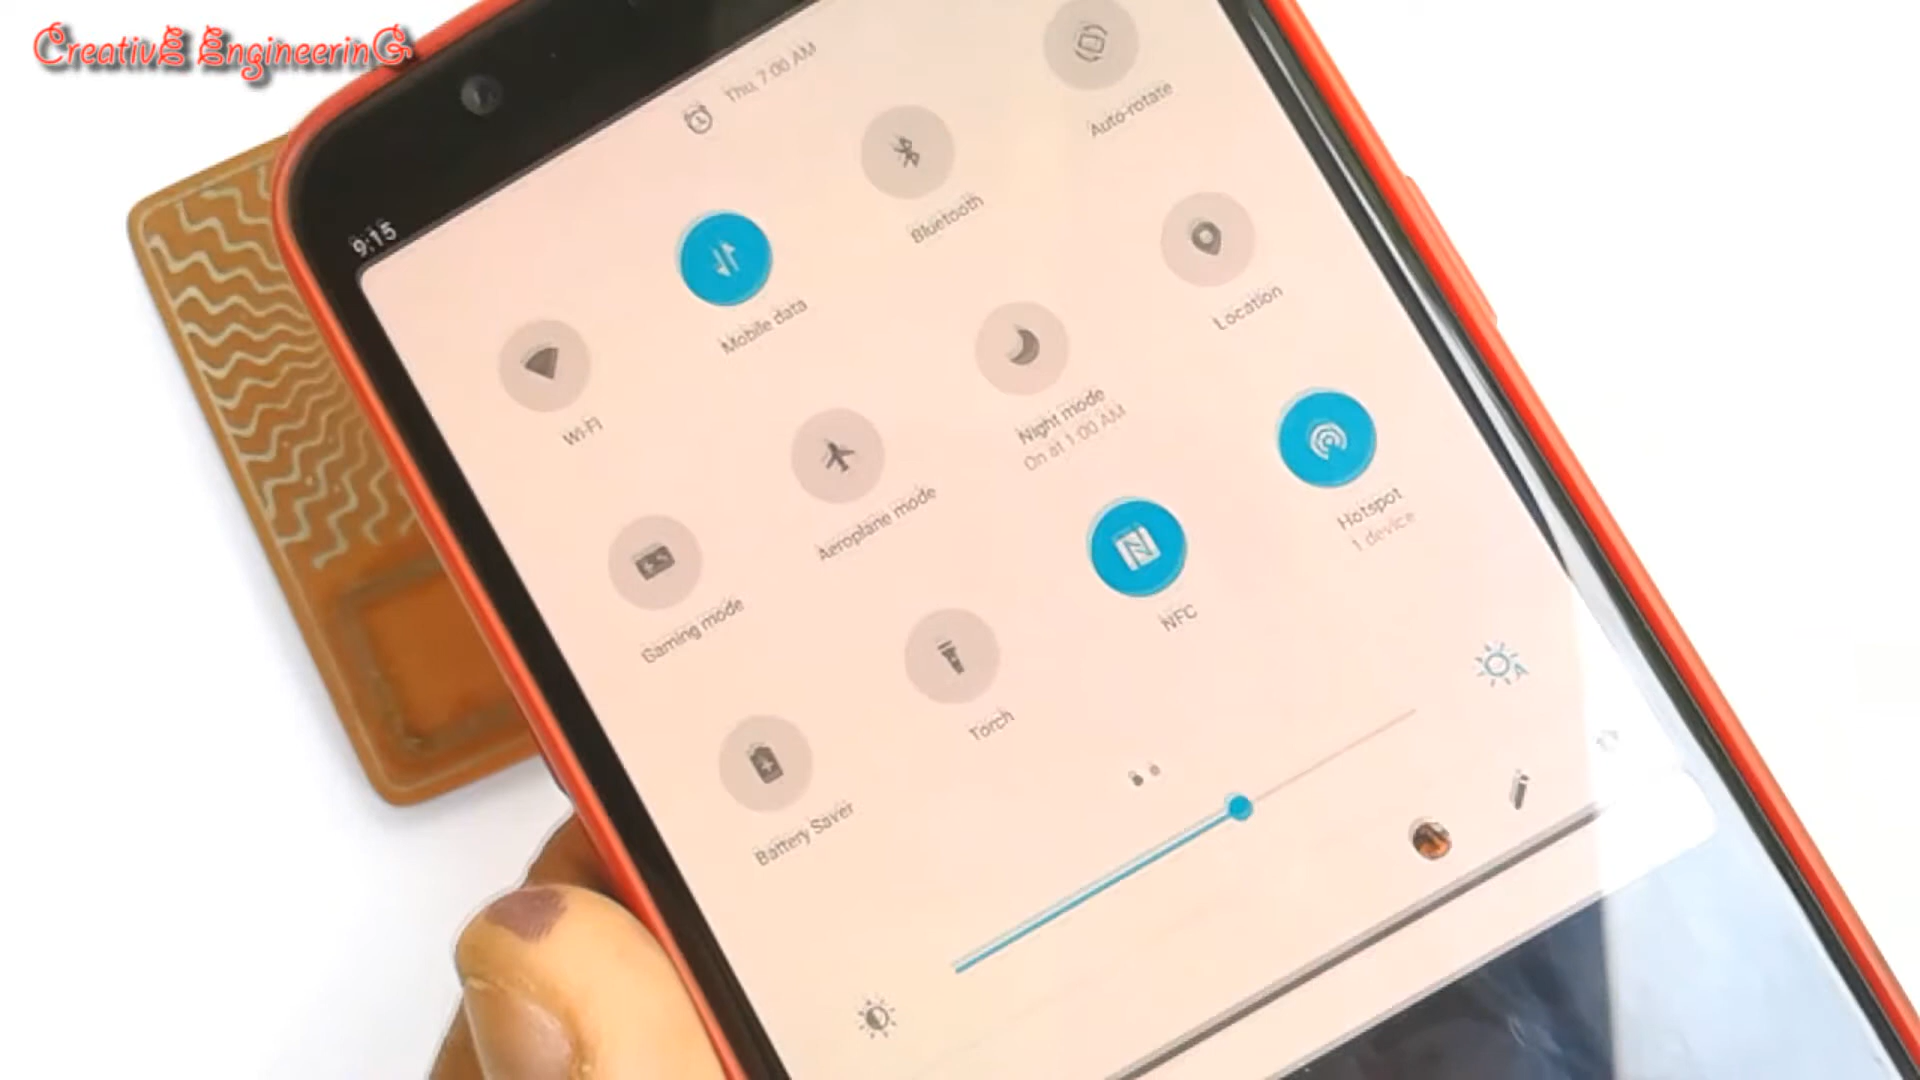 CreativE EngineerinG
Thu, 7:00 AM
9:15
Wi-Fi
Mobile data
Bluetooth
Auto-rotate
Gaming mode
Aeroplane mode
Night mode
On at 1:00 AM
Location
Battery Saver
Torch
NFC
Hotspot
1 device
A